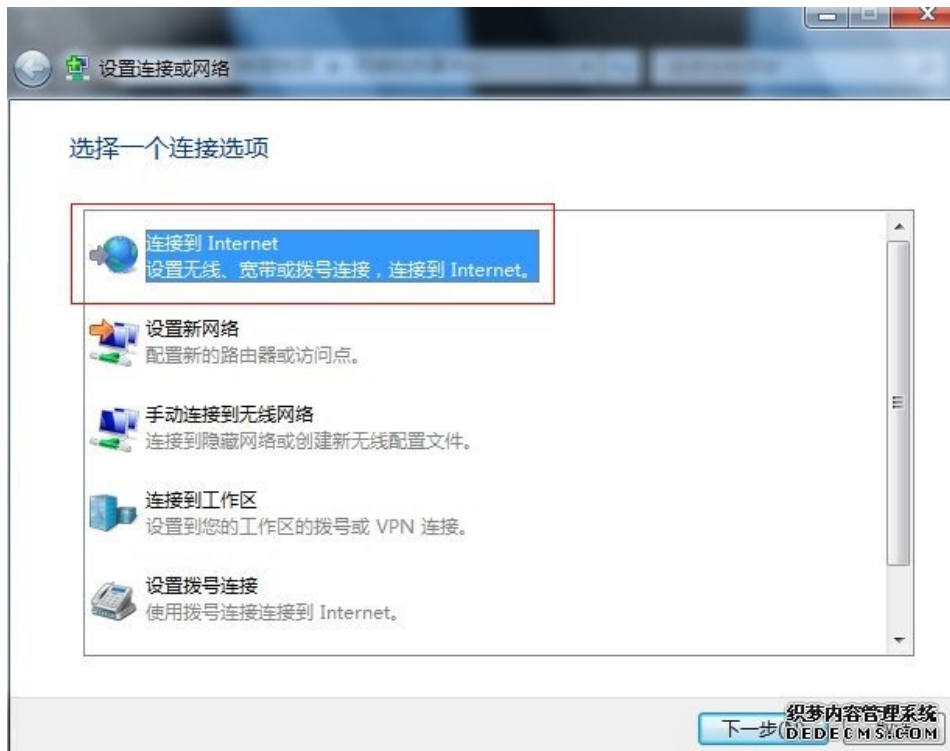 设置连接或网络
选择一个连接选项
连接到 Internet
设置无线、宽带或拨号连接，连接到 Internet。
设置新网络
配置新的路由器或访问点。
手动连接到无线网络
连接到隐藏网络或创建新无线配置文件。
连接到工作区
设置到您的工作区的拨号或 VPN 连接。
设置拨号连接
使用拨号连接连接到 Internet。
下一步(
织梦内容管理系统
DEDECMS.COM